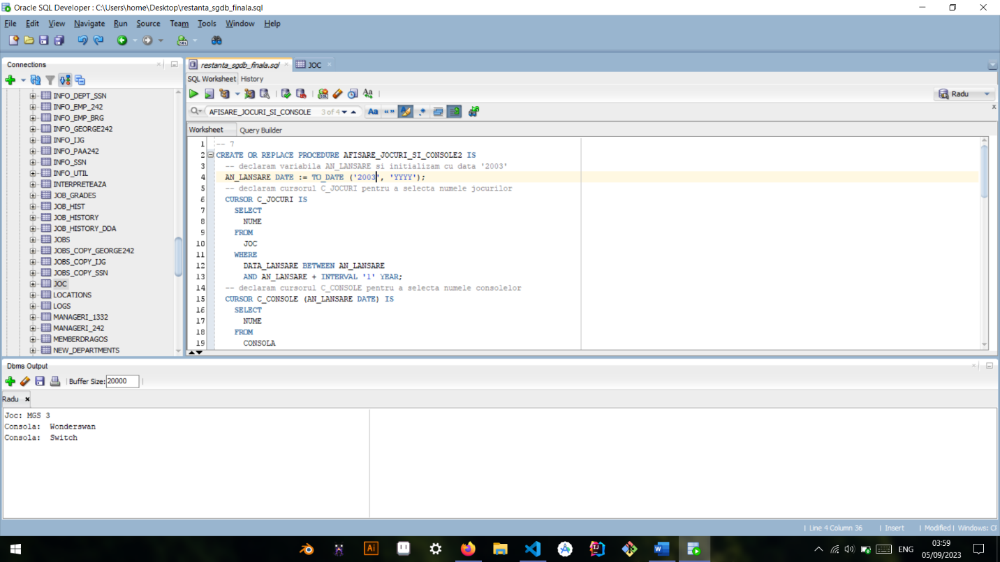 Oracle SQL Developer : C:\Users\home\Desktop\restanta_sgdb_finala.sql
File Edit View Navigate Run Source Team Tools Window Help
Connections
INFO_DEPT_SSN
INFO_EMP_242
INFO_EMP_BRG
INFO_GEORGE242
INFO_IJG
INFO_PAA242
INFO_SSN
INFO_UTIL
INTERPRETEAZA
JOB_GRADES
JOB_HIST
JOB_HISTORY
JOB_HISTORY_DDA
JOBS
JOBS_COPY_GEORGE242
JOBS_COPY_IJG
JOBS_COPY_SSN
JOC
LOCATIONS
LOGS
MANAGERI_1332
MANAGERI_242
MEMBERDRAGOS
NEW_DEPARTMENTS
restanta_sgdb_finala.sql JOC
SQL Worksheet History
Radu
AFISARE_JOCURI_SI_CONSOLE 3 of 4
Worksheet Query Builder
1 -- 7
2 CREATE OR REPLACE PROCEDURE AFISARE_JOCURI_SI_CONSOLE2 IS
3 -- declaram variabila AN_LANSARE si initializam cu data '2003'
4 AN_LANSARE DATE := TO_DATE ('2003', 'YYYY');
5 -- declaram cursorul C_JOCURI pentru a selecta numele jocurilor
6 CURSOR C_JOCURI IS
7 SELECT
8 NUME
9 FROM
10 JOC
11 WHERE
12 DATA_LANSARE BETWEEN AN_LANSARE
13 AND AN_LANSARE + INTERVAL '1' YEAR;
14 -- declaram cursorul C_CONSOLE pentru a selecta numele consolelor
15 CURSOR C_CONSOLE (AN_LANSARE DATE) IS
16 SELECT
17 NUME
18 FROM
19 CONSOLA
Dbms Output
Buffer Size: 20000
Radu
Joc: MGS 3
Consola: Wonderswan
Consola: Switch
Line 4 Column 36 Insert Modified Windows: Cl
ENG
03:59
05/09/2023